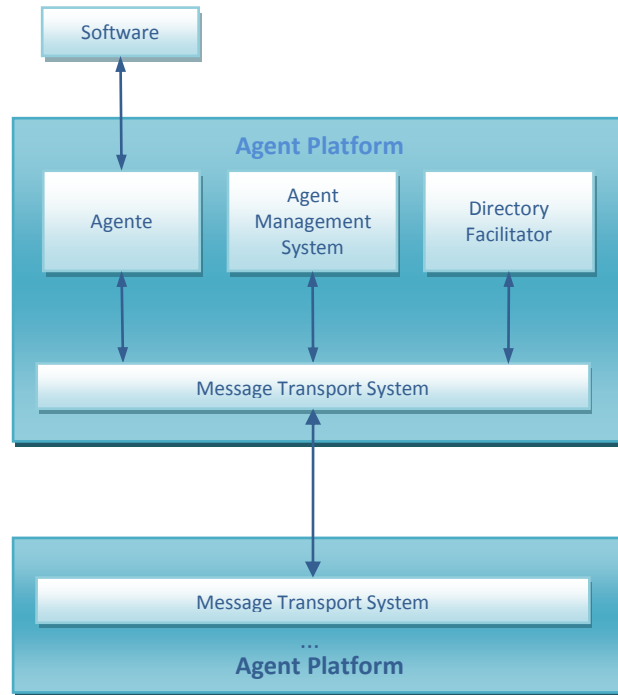 Software
Agent Platform
Agente
Agent
Management
System
Directory
Facilitator
Message Transport System
Message Transport System
...
Agent Platform